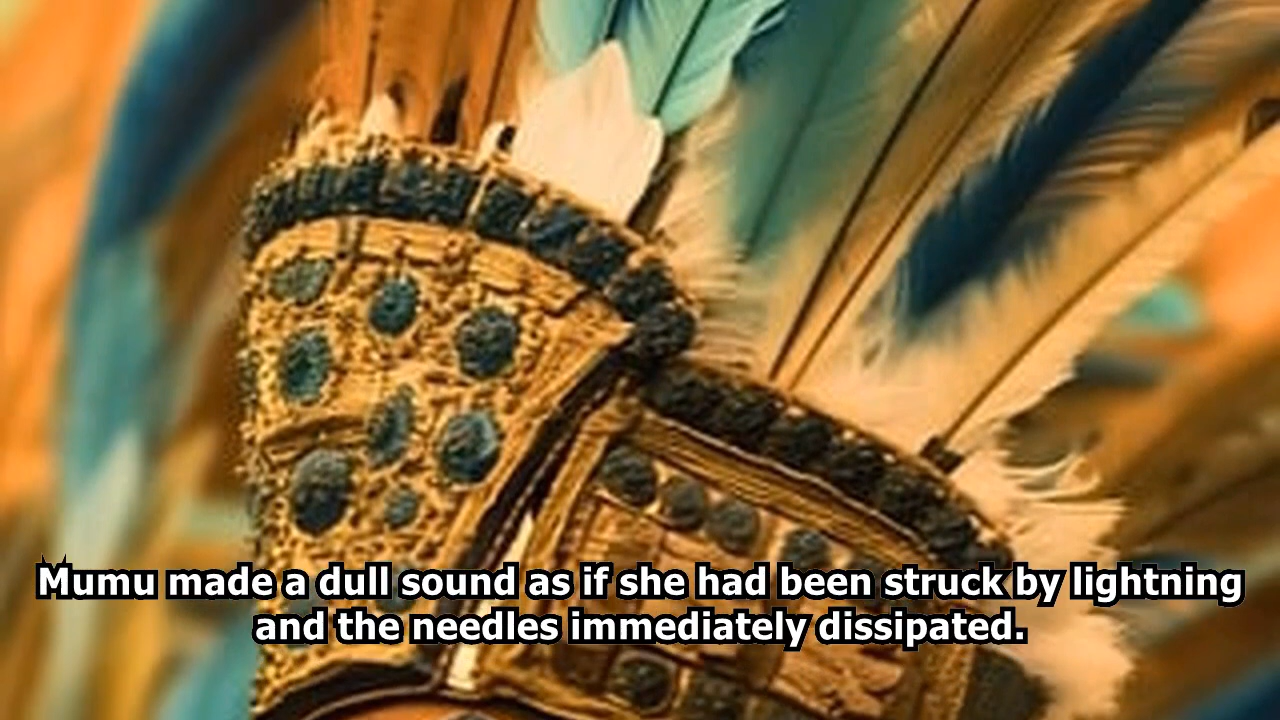 Mumu made a dull sound as if she had been struck by lightning
and the needles immediately dissipated.